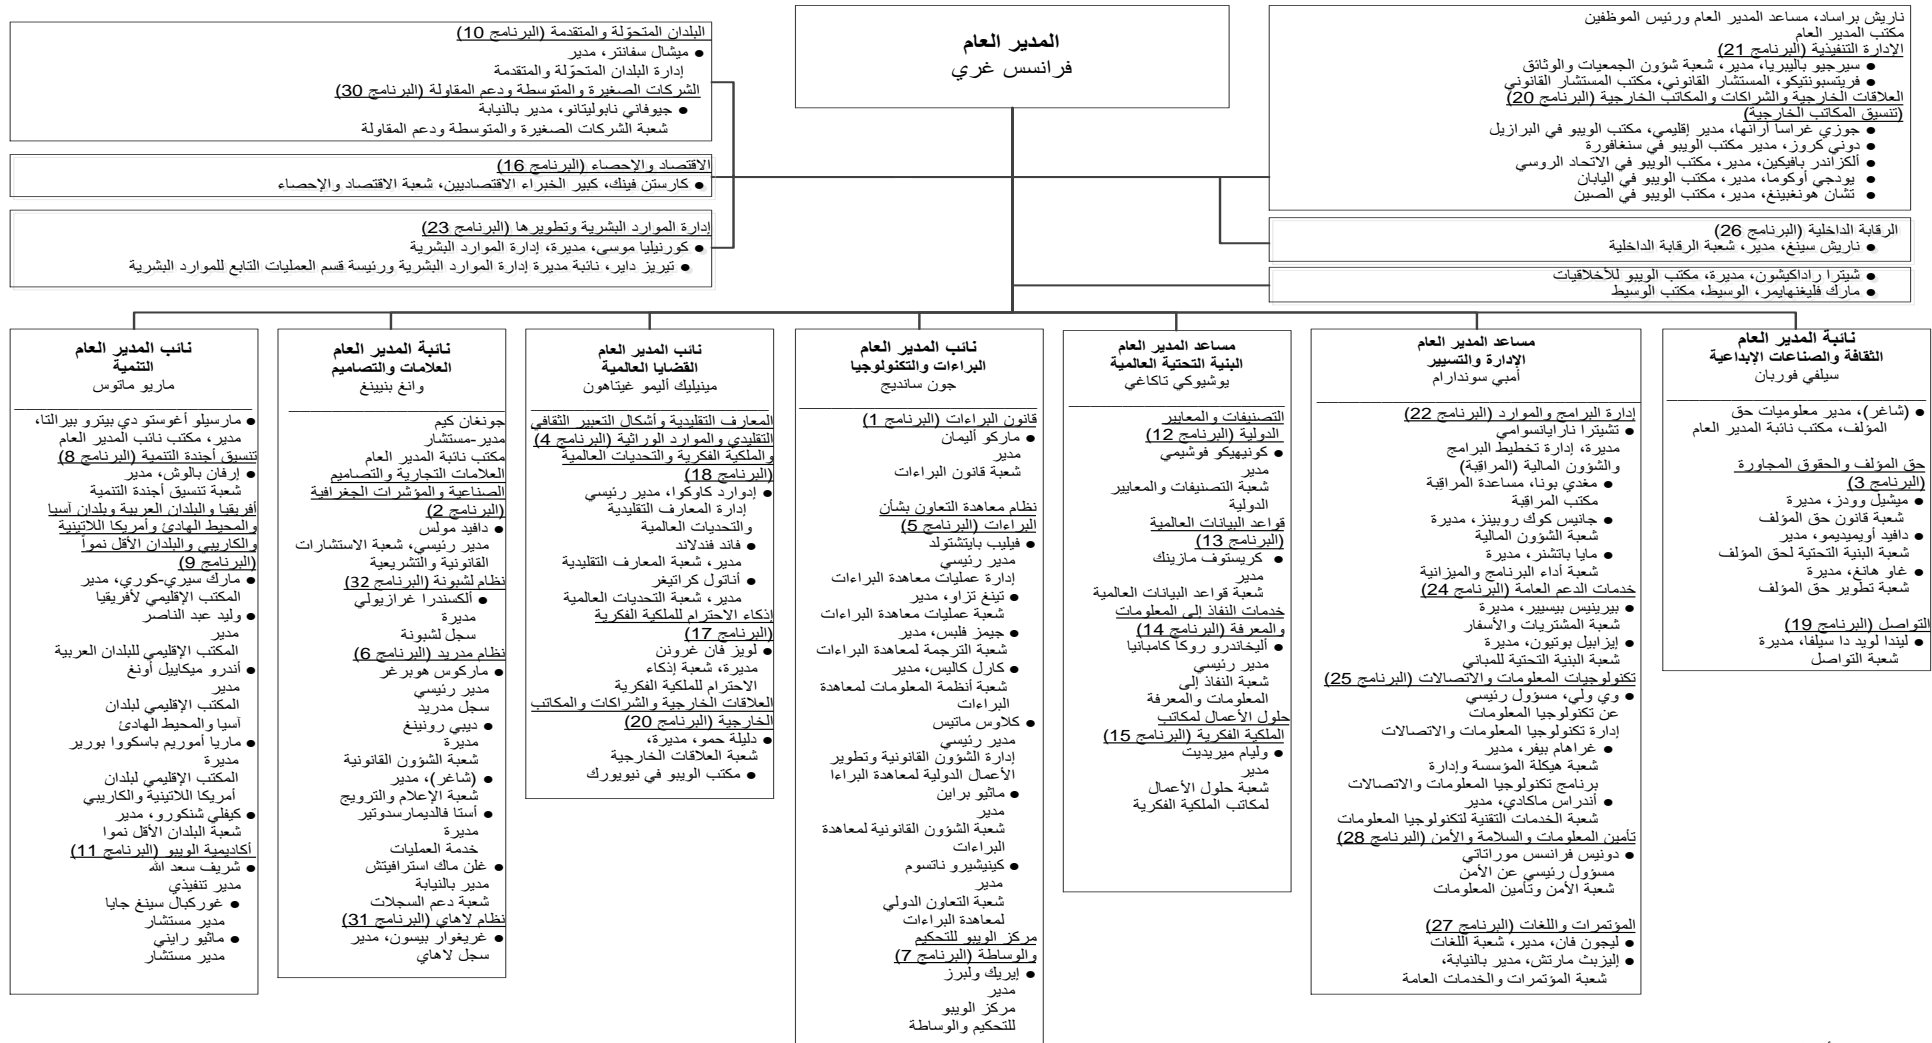 المدير العام
فرانسس غري
ناريش براساد، مساعد المدير العام ورئيس الموظفين
مكتب المدير العام
الإدارة التنفيذية (البرنامج 21)
● سيرجيو باليبريا، مدير، شعبة شؤون الجمعيات والوثائق
● فريتسبونتيكو، المستشار القانوني، مكتب المستشار القانوني
العلاقات الخارجية والشراكات والمكاتب الخارجية (البرنامج 20)
(تنسيق المكاتب الخارجية)
● جوزي غراسا أرانها، مدير إقليمي، مكتب الويبو في البرازيل
● دوني كروز، مدير مكتب الويبو في سنغافورة
● ألكزاندر بافيكين، مدير، مكتب الويبو في الاتحاد الروسي
● يودجي أوكوما، مدير، مكتب الويبو في اليابان
● تشان هونغبينغ، مدير، مكتب الويبو في الصين
الرقابة الداخلية (البرنامج 26)
● ناريش سينغ، مدير، شعبة الرقابة الداخلية
● شيترا راداكيشون، مديرة، مكتب الويبو للأخلاقيات
● مارك فليغنهايمر، الوسيط، مكتب الوسيط
البلدان المتحوّلة والمتقدمة (البرنامج 10)
● ميشال سفانتر، مدير
إدارة البلدان المتحوّلة والمتقدمة
الشركات الصغيرة والمتوسطة ودعم المقاولة (البرنامج 30)
● جيوفاني نابوليتانو، مدير بالنيابة
شعبة الشركات الصغيرة والمتوسطة ودعم المقاولة
الاقتصاد والإحصاء (البرنامج 16)
● كارستن فينك، كبير الخبراء الاقتصاديين، شعبة الاقتصاد والإحصاء
إدارة الموارد البشرية وتطويرها (البرنامج 23)
● كورنيليا موسى، مديرة، إدارة الموارد البشرية
● تيريز داير، نائبة مديرة إدارة الموارد البشرية ورئيسة قسم العمليات التابع للموارد البشرية
نائبة المدير العام
الثقافة والصناعات الإبداعية
سيلفي فوربان
● (شاغر)، مدير معلوميات حق
المؤلف، مكتب نائبة المدير العام
حق المؤلف والحقوق المجاورة
(البرنامج 3)
● ميشيل وودز، مديرة
شعبة قانون حق المؤلف
● دافيد أويميديمو، مدير
شعبة البنية التحتية لحق المؤلف
● غاو هانغ، مديرة
شعبة تطوير حق المؤلف
التواصل (البرنامج 19)
● ليندا لويد دا سيلفا، مديرة
شعبة التواصل
مساعد المدير العام
الإدارة والتسيير
أمبي سوندارام
إدارة البرامج والموارد (البرنامج 22)
● تشيترا نارايانسوامي
مديرة، إدارة تخطيط البرامج
والشؤون المالية (المراقبة)
● مغدي بونا، مساعدة المراقبة
مكتب المراقبة
● جانيس كوك روبينز، مديرة
شعبة الشؤون المالية
● مايا باتشنر، مديرة
شعبة أداء البرنامج والميزانية
خدمات الدعم العامة (البرنامج 24)
● بيرينيس بيسيير، مديرة
شعبة المشتريات والأسفار
● إيزابيل بوتيون، مديرة
شعبة البنية التحتية للمباني
تكنولوجيات المعلومات والاتصالات (البرنامج 25)
● وي ولي، مسؤول رئيسي
عن تكنولوجيا المعلومات
إدارة تكنولوجيا المعلومات والاتصالات
● غراهام بيفر، مدير
شعبة هيكلة المؤسسة وإدارة
برنامج تكنولوجيا المعلومات والاتصالات
● أندراس ماكادي، مدير
شعبة الخدمات التقنية لتكنولوجيا المعلومات
تأمين المعلومات والسلامة والأمن (البرنامج 28)
● دونيس فرانسس موراتاتي
مسؤول رئيسي عن الأمن
شعبة الأمن وتأمين المعلومات
المؤتمرات واللغات (البرنامج 27)
● ليجون فان، مدير، شعبة اللغات
● إليزبث مارتش، مدير بالنيابة،
شعبة المؤتمرات والخدمات العامة
مساعد المدير العام
البنية التحتية العالمية
يوشيوكي تاكاغي
التصنيفات والمعايير
الدولية (البرنامج 12)
● كونيهيكو فوشيمي
مدير
شعبة التصنيفات والمعايير
الدولية
قواعد البيانات العالمية
(البرنامج 13)
● كريستوف مازينك
مدير
شعبة قواعد البيانات العالمية
خدمات النفاذ إلى المعلومات
والمعرفة (البرنامج 14)
● أليخاندرو روكا كامبانيا
مدير رئيسي
شعبة النفاذ إلى
المعلومات والمعرفة
حلول الأعمال لمكاتب
الملكية الفكرية (البرنامج 15)
● وليام ميريديت
مدير
شعبة حلول الأعمال
لمكاتب الملكية الفكرية
نائب المدير العام
البراءات والتكنولوجيا
جون سانديج
قانون البراءات (البرنامج 1)
● ماركو أليمان
مدير
شعبة قانون البراءات
نظام معاهدة التعاون بشأن
البراءات (البرنامج 5)
● فيليب بايتشتولد
مدير رئيسي
إدارة عمليات معاهدة البراءات
● تينغ تزاو، مدير
شعبة عمليات معاهدة البراءات
● جيمز فلبس، مدير
شعبة الترجمة لمعاهدة البراءات
● كارل كاليس، مدير
شعبة أنظمة المعلومات لمعاهدة
البراءات
● كلاوس ماتيس
مدير رئيسي
إدارة الشؤون القانونية وتطوير
الأعمال الدولية لمعاهدة البراءا
● ماثيو براين
مدير
شعبة الشؤون القانونية لمعاهدة
البراءات
● كينيشيرو ناتسوم
مدير
شعبة التعاون الدولي
لمعاهدة البراءات
مركز الويبو للتحكيم
والوساطة (البرنامج 7)
● إيريك ولبرز
مدير
مركز الويبو
للتحكيم والوساطة
نائب المدير العام
القضايا العالمية
مينيليك أليمو غيتاهون
المعارف التقليدية وأشكال التعبير الثقافي
التقليدي والموارد الوراثية (البرنامج 4)
والملكية الفكرية والتحديات العالمية
(البرنامج 18)
● إدوارد كاوكوا، مدير رئيسي
إدارة المعارف التقليدية
والتحديات العالمية
● فاند فندلاند
مدير، شعبة المعارف التقليدية
● أناتول كراتيغر
مدير، شعبة التحديات العالمية
إذكاء الاحترام للملكية الفكرية
(البرنامج 17)
● لويز فان غرونن
مديرة، شعبة إذكاء
الاحترام للملكية الفكرية
العلاقات الخارجية والشراكات والمكاتب
الخارجية (البرنامج 20)
● دليلة حمو، مديرة،
شعبة العلاقات الخارجية
● مكتب الويبو في نيويورك
نائبة المدير العام
العلامات والتصاميم
وانغ بنيينغ
جونغان كيم
مدير-مستشار
مكتب نائبة المدير العام
العلامات التجارية والتصاميم
الصناعية والمؤشرات الجغرافية
(البرنامج 2)
● دافيد مولس
مدير رئيسي، شعبة الاستشارات
القانونية والتشريعية
نظام لشبونة (البرنامج 32)
● ألكسندرا غرازيولي
مديرة
سجل لشبونة
نظام مدريد (البرنامج 6)
● ماركوس هوبرغر
مدير رئيسي
سجل مدريد
● ديبي رونينغ
مديرة
شعبة الشؤون القانونية
● (شاغر)، مدير
شعبة الإعلام والترويج
● أستا فالديمارسدوتير
مديرة
خدمة العمليات
● غلن ماك استرافيتش
مدير بالنيابة
شعبة دعم السجلات
نظام لاهاي (البرنامج 31)
● غريغوار بيسون، مدير
سجل لاهاي
نائب المدير العام
التنمية
ماريو ماتوس
● مارسيلو أغوستو دي بيترو بيرالتا،
مدير، مكتب نائب المدير العام
تنسيق أجندة التنمية (البرنامج 8)
● إرفان بالوش، مدير
شعبة تنسيق أجندة التنمية
أفريقيا والبلدان العربية وبلدان آسيا
والمحيط الهادئ وأمريكا اللاتينية
والكاريبي والبلدان الأقل نمواً
(البرنامج 9)
● مارك سيري-كوري، مدير
المكتب الإقليمي لأفريقيا
● وليد عبد الناصر
مدير
المكتب الإقليمي للبلدان العربية
● أندرو ميكاييل أونغ
مدير
المكتب الإقليمي لبلدان
آسيا والمحيط الهادئ
● ماريا أموريم باسكووا بورير
مديرة
المكتب الإقليمي لبلدان
أمريكا اللاتينية والكاريبي
● كيفلي شنكورو، مدير
شعبة البلدان الأقل نموا
أكاديمية الويبو (البرنامج 11)
● شريف سعد الله
مدير تنفيذي
● غوركبال سينغ جايا
مدير مستشار
● ماثيو رايني
مدير مستشار